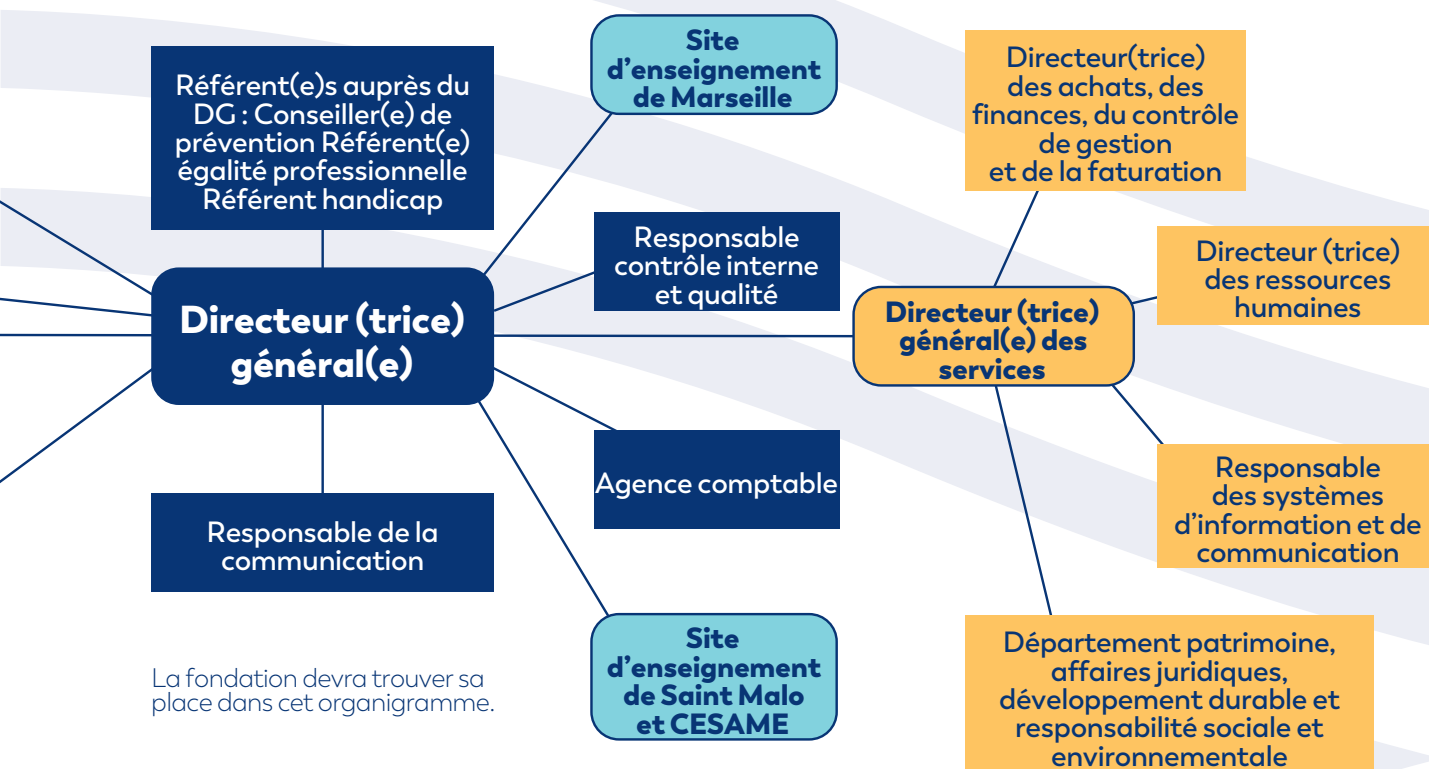 Référent(e)s auprès du
DG : Conseiller(e) de
prévention Référent(e)
égalité professionnelle
Référent handicap
Directeur (trice)
général(e)
Responsable de la
communication
La fondation devra trouver sa
place dans cet organigramme.
Site
d'enseignement
de Marseille
Responsable
contrôle interne
et qualité
Agence comptable
Site
d'enseignement
de Saint Malo
et CESAME
Directeur(trice)
des achats, des
finances, du contrôle
de gestion
et de la faturation
Directeur (trice)
général(e) des
services
Directeur (trice)
des ressources
humaines
Responsable
des systèmes
d'information et de
communication
Département patrimoine,
affaires juridiques,
développement durable et
responsabilité sociale et
environnementale